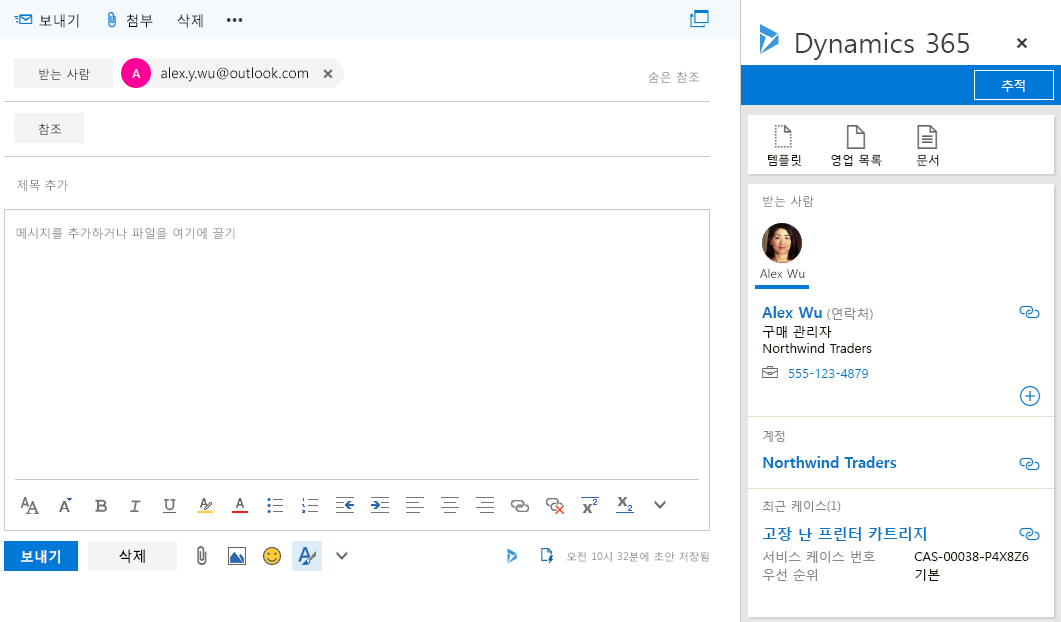 보내기 첨부 삭제 •••
받는 사람 A alex.y.wu@outlook.com ✕ 숨은 참조
참조
제목 추가
메시지를 추가하거나 파일을 여기에 끌기
보내기 삭제 오전 10시 32분에 초안 저장됨
Dynamics 365 ✕
추적
템플릿 영업 목록 문서
받는 사람
Alex Wu
Alex Wu (연락처)
구매 관리자
Northwind Traders
555-123-4879
계정
Northwind Traders
최근 케이스(1)
고장 난 프린터 카트리지
서비스 케이스 번호 CAS-00038-P4X8Z6
우선 순위 기본